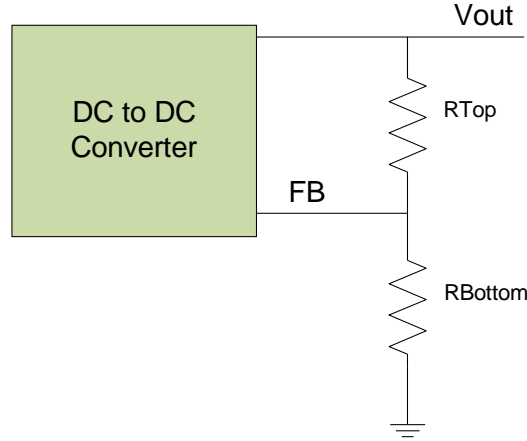 Vout
DC to DC
Converter
RTop
FB
RBottom